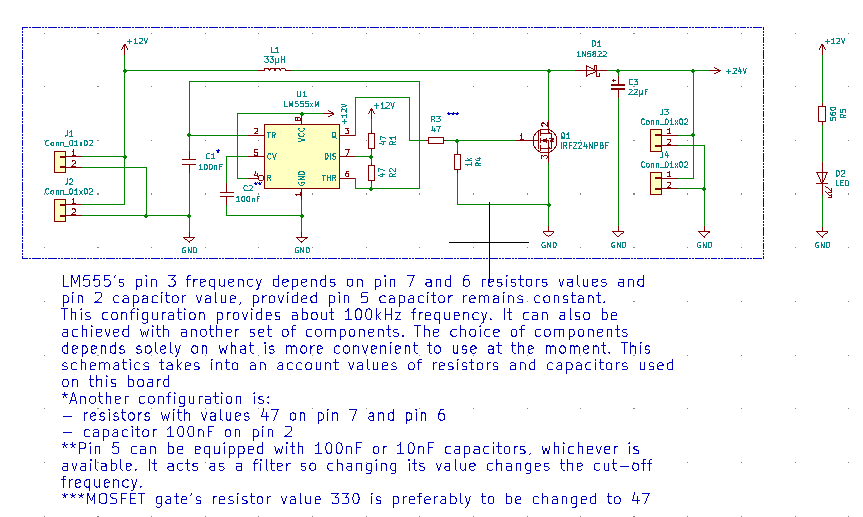 +12V
L1
33µH
D1
1N5822
+24V
+12V
C3
22µF
U1
LM555xM
+12V
+12V
J3
Conn_01x02
1
2
J1
Conn_01x02
1
2
2 TR
VCC
8
Q 3
R3
47
***
47
R1
560
R5
1
2
3
Q1
IRFZ24NPBF
5 CV
DIS 7
C1 *
100nF
1k
R4
J4
Conn_01x02
1
2
47
R2
4 R
GND
THR 6
1
J2
Conn_01x02
1
2
C2 **
100nF
D2
LED
GND
GND
GND
GND
GND
GND
LM555's pin 3 frequency depends on pin 7 and 6 resistors values and
pin 2 capacitor value, provided pin 5 capacitor remains constant.
This configuration provides about 100kHz frequency. It can also be
achieved with another set of components. The choice of components
depends solely on what is more convenient to use at the moment. This
schematics takes into an account values of resistors and capacitors used
on this board
*Another configuration is:
- resistors with values 47 on pin 7 and pin 6
- capacitor 100nF on pin 2
**Pin 5 can be equipped with 100nF or 10nF capacitors, whichever is
available. It acts as a filter so changing its value changes the cut-off
frequency.
***MOSFET gate's resistor value 330 is preferably to be changed to 47